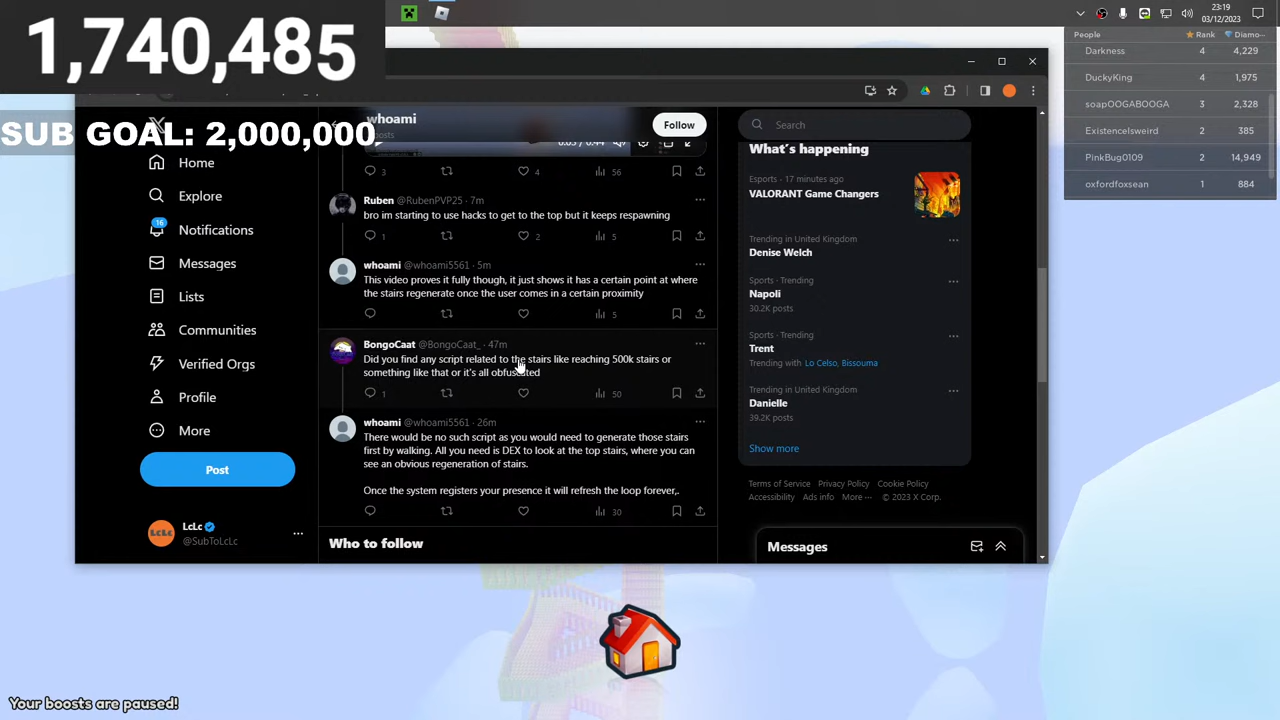 1,740,485
SUB GOAL: 2,000,000
23:19
03/12/2023
People Rank Diamo...
Darkness 4 4,229
DuckyKing 4 1,975
soapOOGABOOGA 3 2,328
Existencelsweird 2 385
PinkBug0109 2 14,949
oxfordfoxsean 1 884
Home
Explore
16
Notifications
Messages
Lists
Communities
Verified Orgs
Profile
More
Post
LcLc
@SubToLcLc
whoami
Follow
3 4 56
Ruben @RubenPVP25 · 7m
bro im starting to use hacks to get to the top but it keeps respawning
1 2 5
whoami @whoami5561 · 5m
This video proves it fully though, it just shows it has a certain point at where
the stairs regenerate once the user comes in a certain proximity
5
BongoCaat @BongoCaat_ · 47m
Did you find any script related to the stairs like reaching 500k stairs or
something like that or it's all obfuscated
1 50
whoami @whoami5561 · 26m
There would be no such script as you would need to generate those stairs
first by walking. All you need is DEX to look at the top stairs, where you can
see an obvious regeneration of stairs.
Once the system registers your presence it will refresh the loop forever,.
30
Who to follow
Search
What's happening
Esports · 17 minutes ago
VALORANT Game Changers
Trending in United Kingdom
Denise Welch
Sports · Trending
Napoli
30.2K posts
Sports · Trending
Trent
Trending with Lo Celso, Bissouma
Danielle
39.2K posts
Show more
Terms of Service Privacy Policy Cookie Policy
Accessibility Ads info More ··· © 2023 X Corp.
Messages
Your boosts are paused!